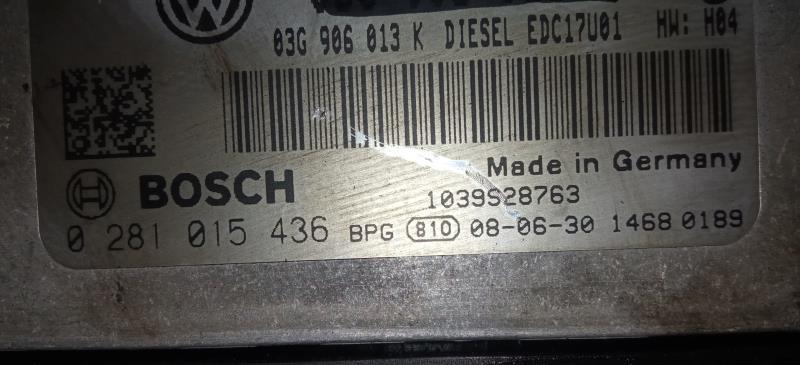 03G 906 013 K DIESEL EDC17U01 HW: H04
Made in Germany
BOSCH
1039S28763
0 281 015 436 BPG 810 08-06-30 1468 0189